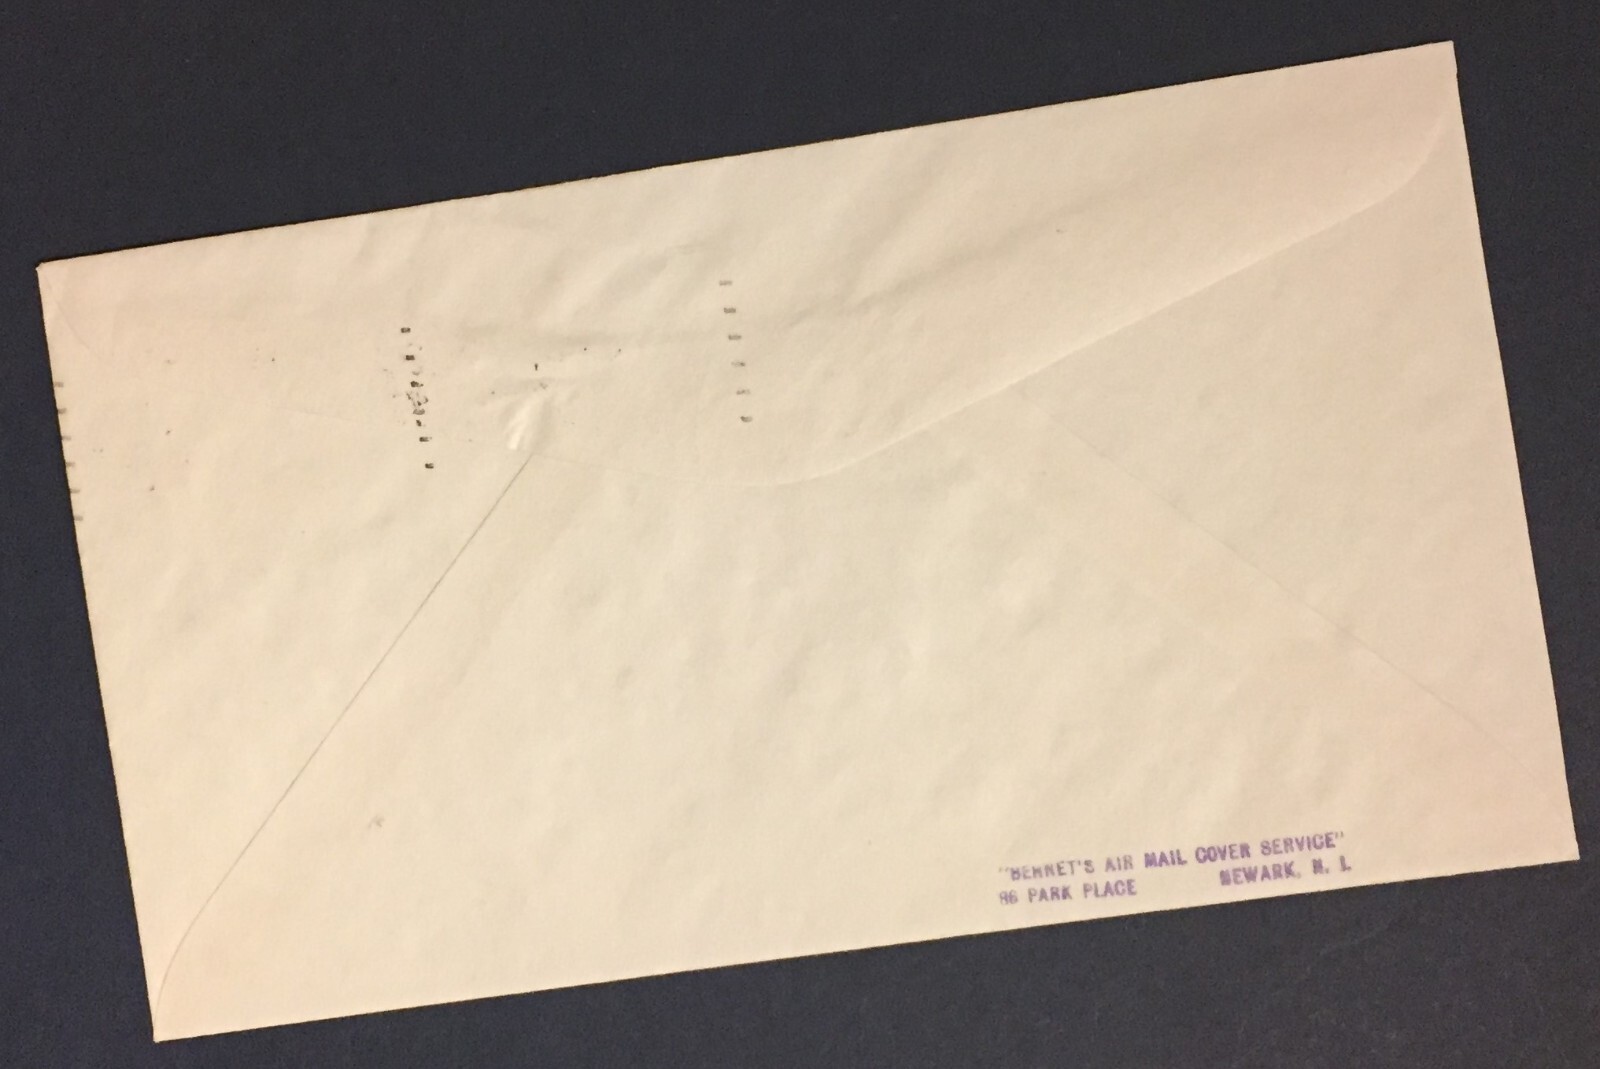 "BENNET'S AIR MAIL COVER SERVICE"
86 PARK PLACE NEWARK, N. J.